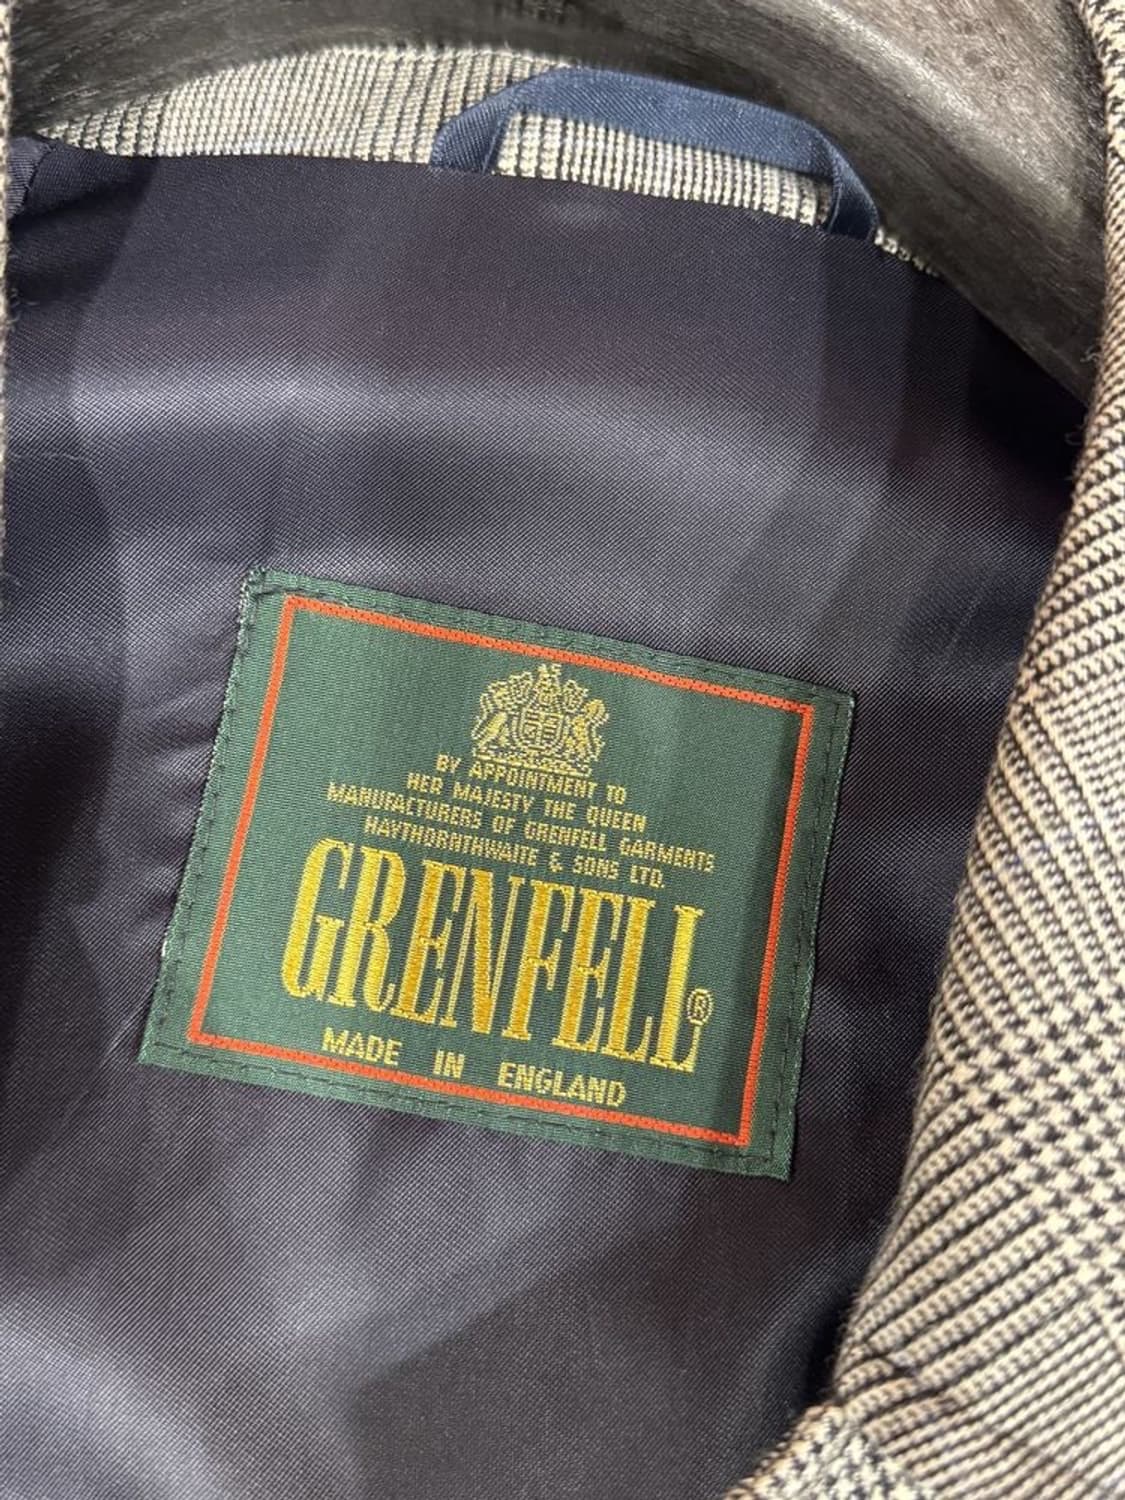 BY APPOINTMENT TO
HER MAJESTY THE QUEEN
MANUFACTURERS OF GRENFELL GARMENTS
HAYTHORNTHWAITE & SONS LTD.
GRENFELL®
MADE IN ENGLAND